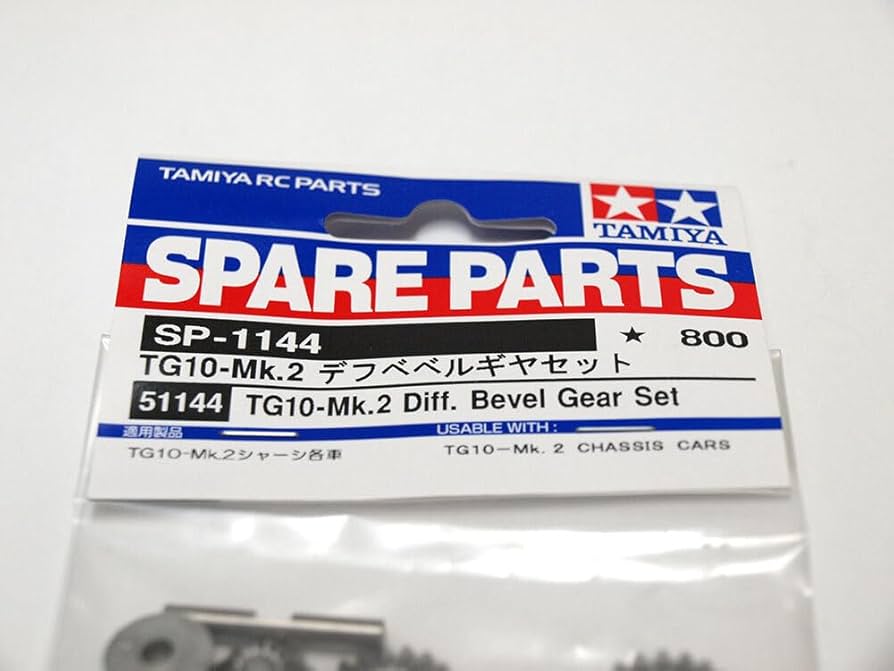 TAMIYA RC PARTS
TAMIYA
SPARE PARTS
SP-1144 ★ 800
TG10-Mk.2 デフベベルギヤセット
51144 TG10-Mk.2 Diff. Bevel Gear Set
適用製品 USABLE WITH :
TG10-Mk.2シャーシ各車 TG10-Mk. 2 CHASSIS CARS